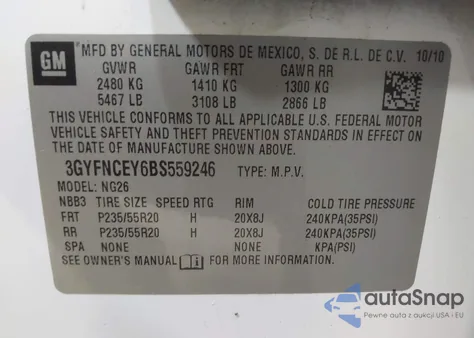 GM MFD BY GENERAL MOTORS DE MEXICO, S. DE R.L. DE C.V. 10/10
GVWR GAWR FRT GAWR RR
2480 KG 1410 KG 1300 KG
5467 LB 3108 LB 2866 LB
THIS VEHICLE CONFORMS TO ALL APPLICABLE U.S. FEDERAL MOTOR
VEHICLE SAFETY AND THEFT PREVENTION STANDARDS IN EFFECT ON
THE DATE OF MANUFACTURE SHOWN ABOVE.
3GYFNCEY6BS559246 TYPE: M.P.V.
MODEL: NG26
NBB3 TIRE SIZE SPEED RTG RIM COLD TIRE PRESSURE
FRT P235/55R20 H 20X8J 240KPA(35PSI)
RR P235/55R20 H 20X8J 240KPA(35PSI)
SPA NONE NONE KPA(PSI)
SEE OWNER'S MANUAL FOR MORE INFORMATION.
autoSnap
Pewne auta z aukcji USA i EU